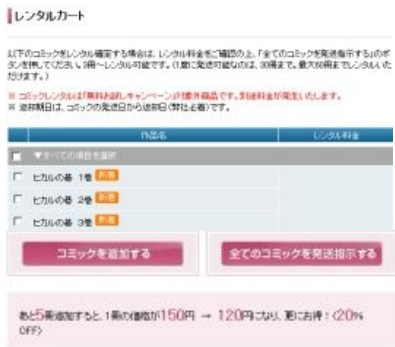 レンタルカート
以下のコミックをレンタル確定する場合は、レンタル料金をご確認の上、「全てのコミックを発送指示する」のボ
タンを押してください。3冊～レンタル可能です。（1度に発送可能なのは、30冊まで。最大60冊までレンタルいた
だけます。）
※ コミックレンタルは「無料お試しキャンペーン」対象外商品です。別途料金が発生いたします。
※ 返却期日は、コミックの発送日から返却日（弊社必着）です。
作品名 レンタル料金
▼すべての項目を選択
ヒカルの碁 1巻 新着
ヒカルの碁 2巻 新着
ヒカルの碁 3巻 新着
コミックを追加する 全てのコミックを発送指示する
あと5冊追加すると、1冊の価格が150円 → 120円になり、更にお得！（20%
OFF）